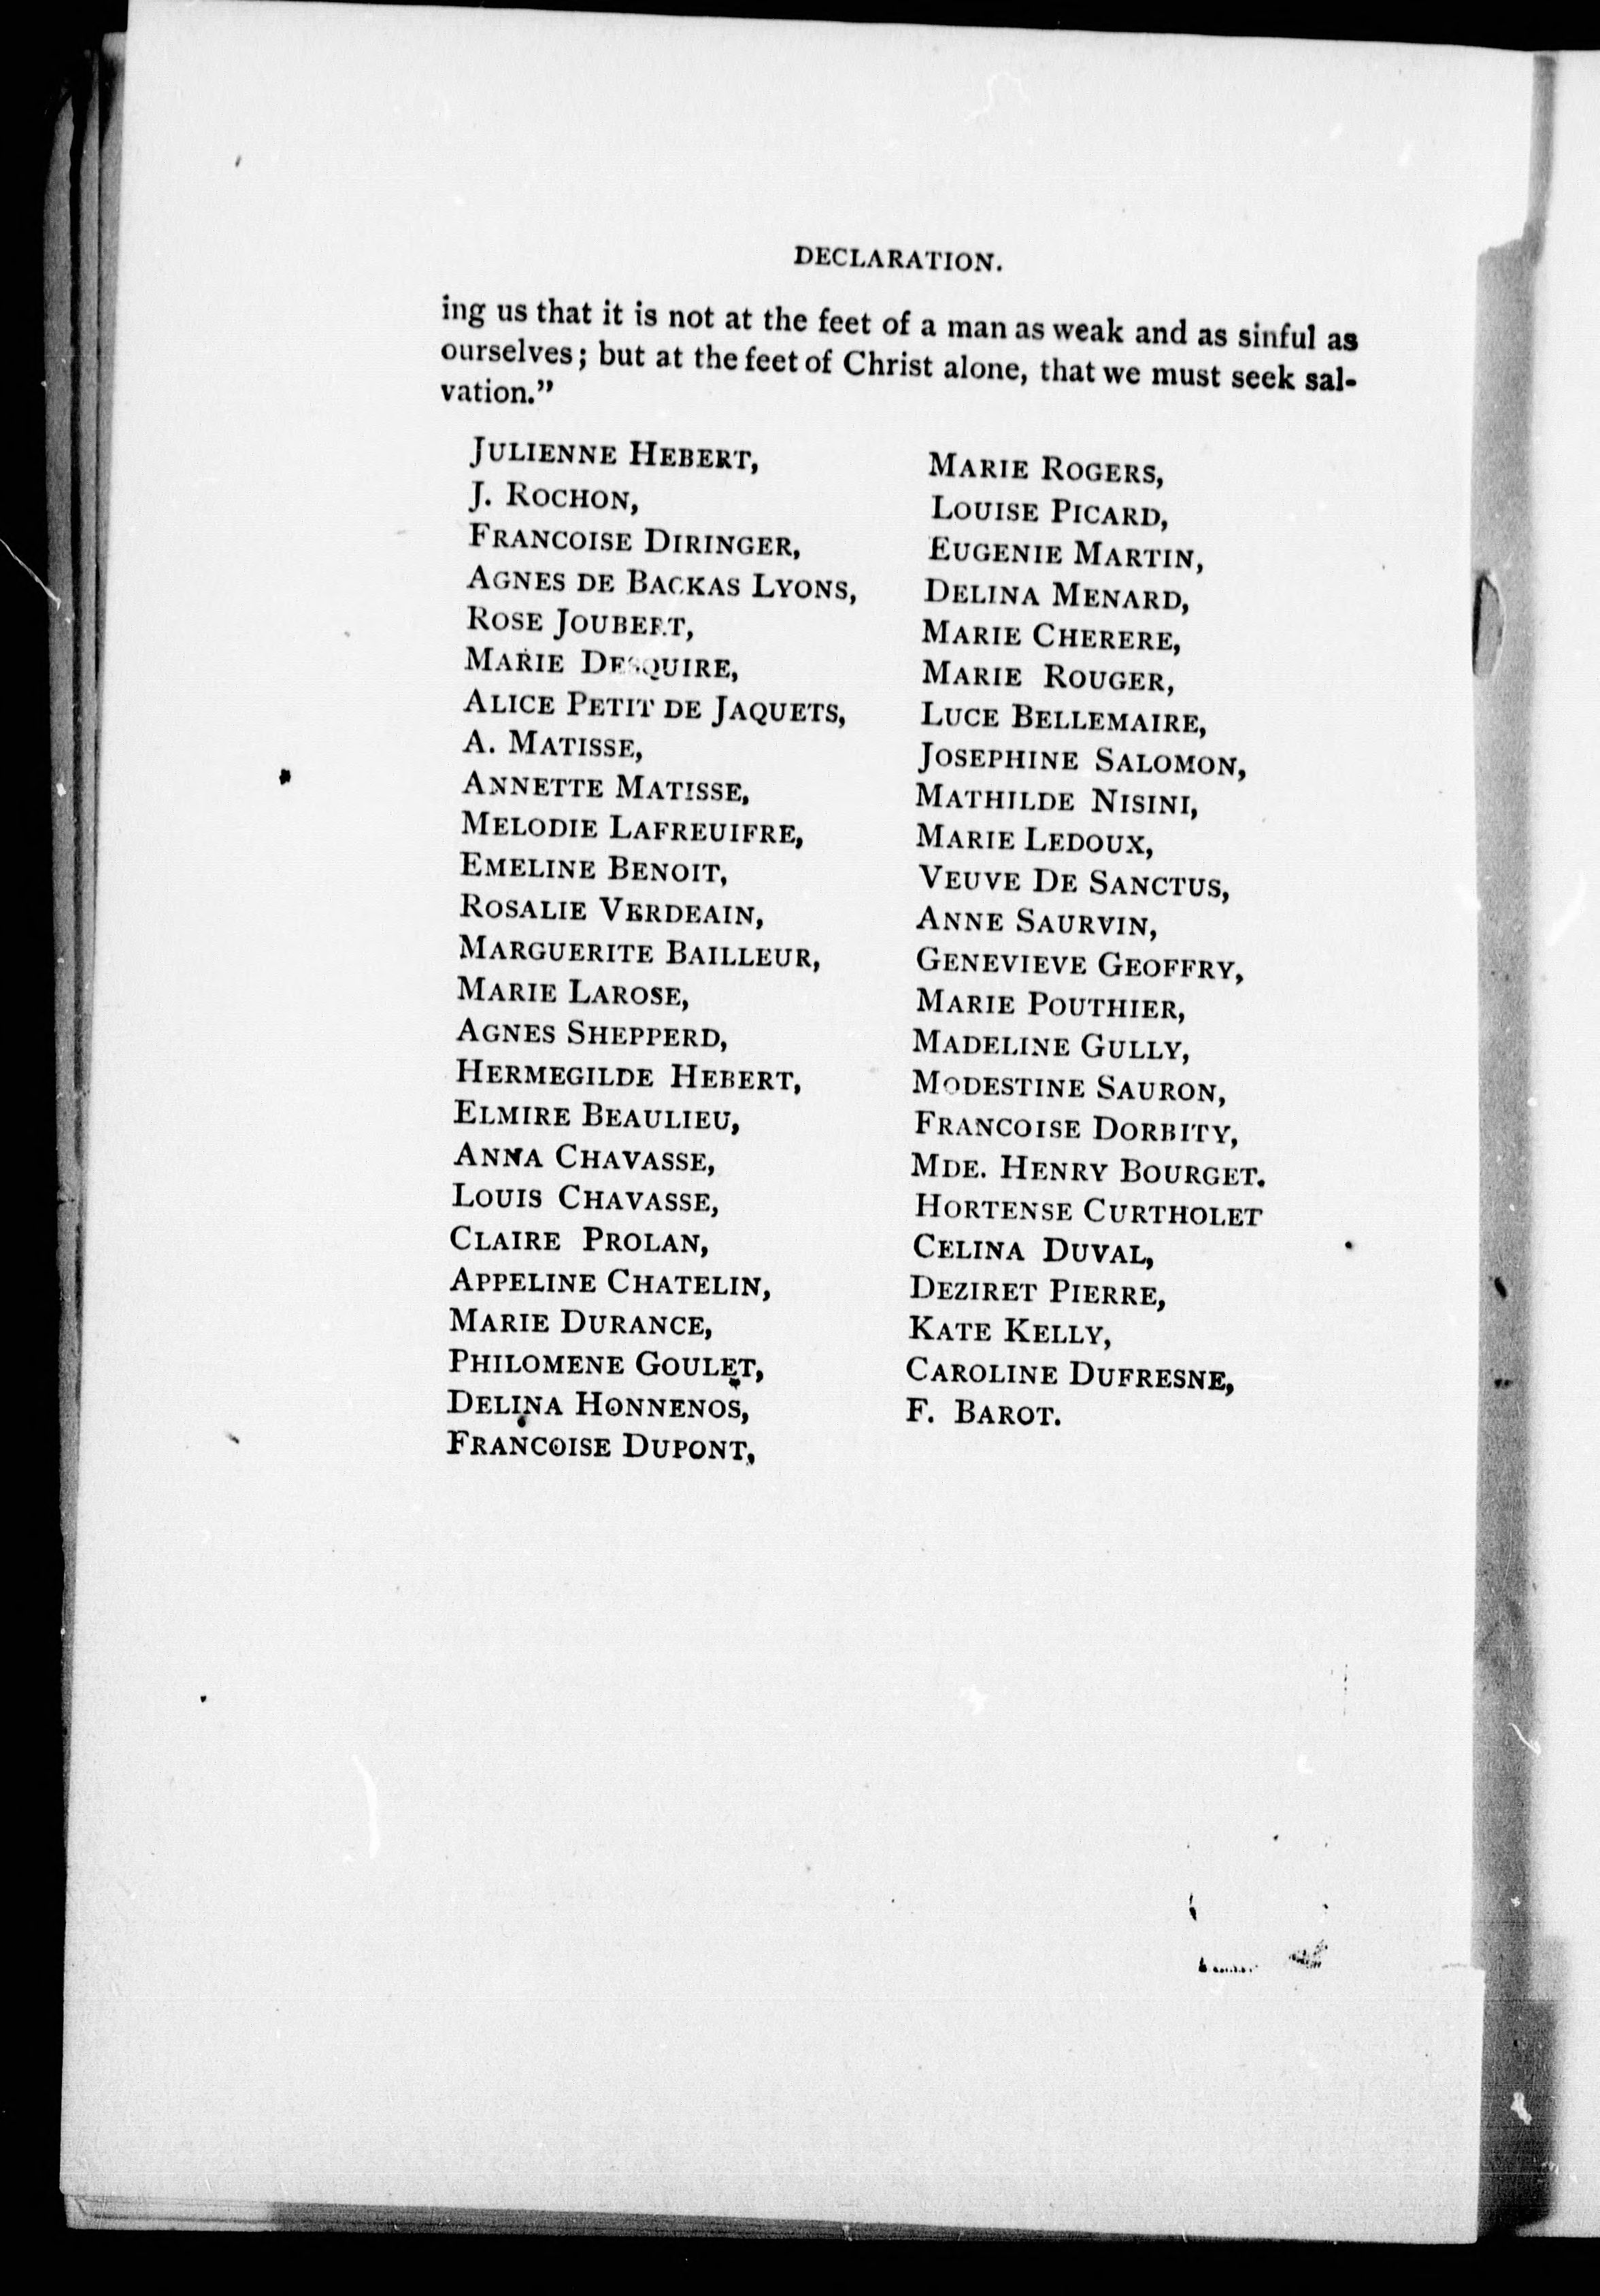 DECLARATION.
ing us that it is not at the feet of a man as weak and as sinful as
ourselves; but at the feet of Christ alone, that we must seek sal-
vation.”
JULIENNE HEBERT,
J. ROCHON,
FRANCOISE DIRINGER,
AGNES DE BACKAS LYONS,
ROSE JOUBERT,
MARIE DESQUIRE,
ALICE PETIT DE JAQUETS,
A. MATISSE,
ANNETTE MATISSE,
MELODIE LAFREUIFRE,
EMELINE BENOIT,
ROSALIE VERDEAIN,
MARGUERITE BAILLEUR,
MARIE LAROSE,
AGNES SHEPPERD,
HERMEGILDE HEBERT,
ELMIRE BEAULIEU,
ANNA CHAVASSE,
LOUIS CHAVASSE,
CLAIRE PROLAN,
APPELINE CHATELIN,
MARIE DURANCE,
PHILOMENE GOULET,
DELINA HONNENOS,
FRANCOISE DUPONT,
MARIE ROGERS,
LOUISE PICARD,
EUGENIE MARTIN,
DELINA MENARD,
MARIE CHERERE,
MARIE ROUGER,
LUCE BELLEMAIRE,
JOSEPHINE SALOMON,
MATHILDE NISINI,
MARIE LEDOUX,
VEUVE DE SANCTUS,
ANNE SAURVIN,
GENEVIEVE GEOFFRY,
MARIE POUTHIER,
MADELINE GULLY,
MODESTINE SAURON,
FRANCOISE DORBITY,
MDE. HENRY BOURGET.
HORTENSE CURTHOLET
CELINA DUVAL,
DEZIRET PIERRE,
KATE KELLY,
CAROLINE DUFRESNE,
F. BAROT.